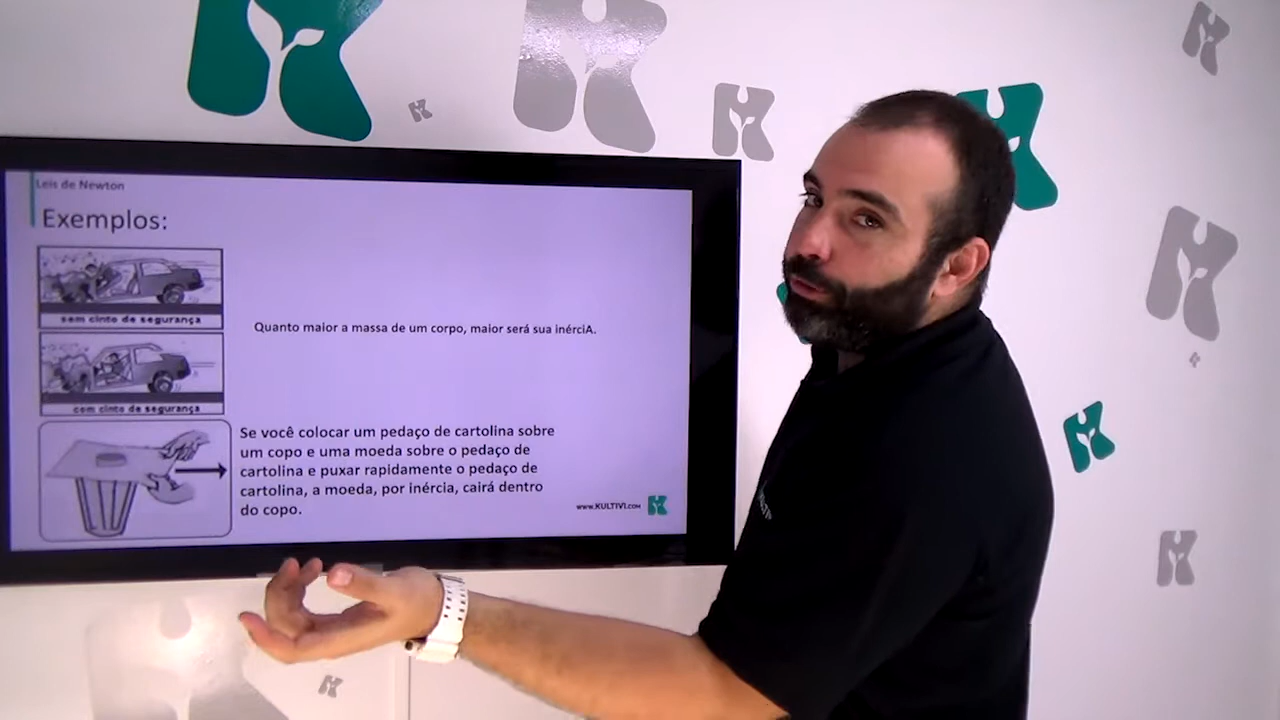 Leis de Newton
Exemplos:
sem cinto de segurança
Quanto maior a massa de um corpo, maior será sua inérciA.
com cinto de segurança
Se você colocar um pedaço de cartolina sobre
um copo e uma moeda sobre o pedaço de
cartolina e puxar rapidamente o pedaço de
cartolina, a moeda, por inércia, cairá dentro
do copo.
www.KULTIVI.COM